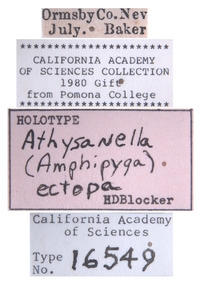 Ormsby Co. Nev
July. Baker
CALIFORNIA ACADEMY
OF SCIENCES COLLECTION
1980 Gift
from Pomona College
HOLOTYPE
Athysanella
(Amphipyga)
ectopa
HDBlocker
California Academy
of Sciences
Type
No. 16549